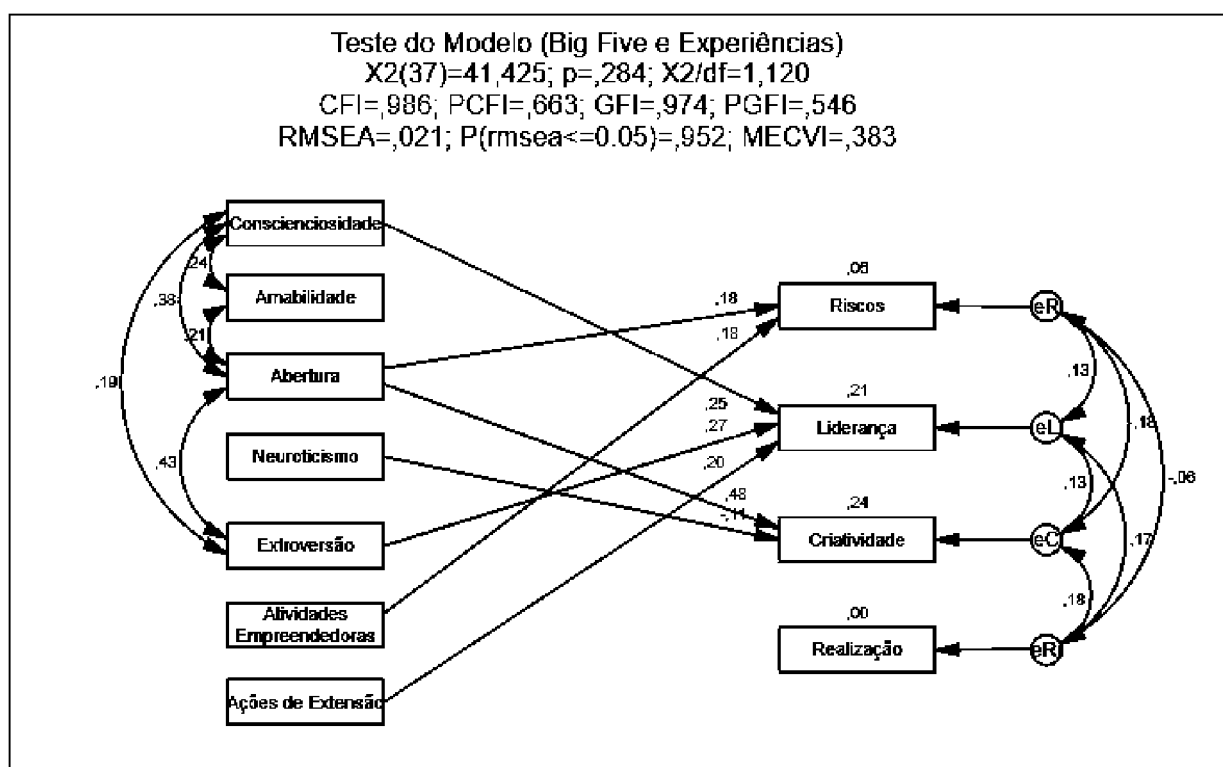 Teste do Modelo (Big Five e Experiências)
X2(37)=41,425; p=,284; X2/df=1,120
CFI=,986; PCFI=,663; GFI=,974; PGFI=,546
RMSEA=,021; P(rmsea<=0.05)=,952; MECVI=,383
Conscienciosidade
,24
Amabilidade
,38
,21
Abertura
,19
Neuroticismo
,43
Extroversão
Atividades
Empreendedoras
Ações de Extensão
,18
,18
,25
,27
,20
,48
-,11
Riscos
,21
Liderança
,24
Criatividade
,00
Realização
eR
,13
eL
,18
,13
-,06
eC
,17
,18
eR